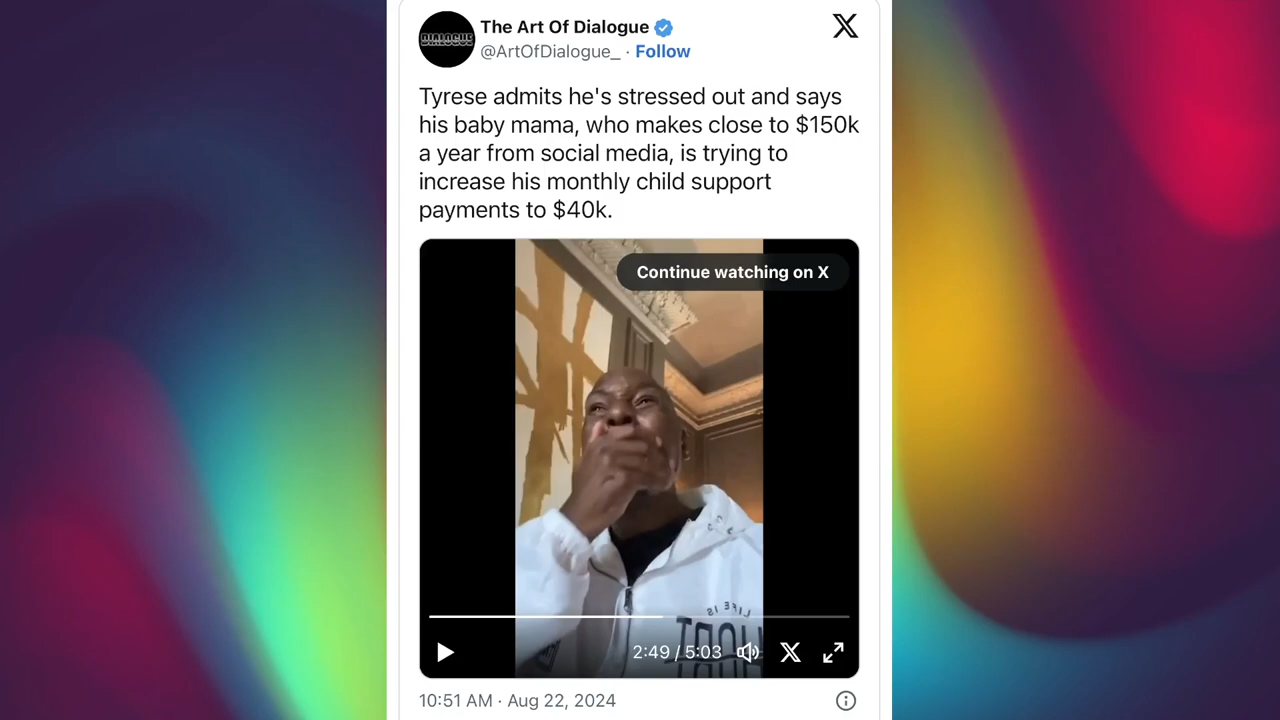 DIALOGUE
The Art Of Dialogue
@ArtOfDialogue_ · Follow
Tyrese admits he's stressed out and says
his baby mama, who makes close to $150k
a year from social media, is trying to
increase his monthly child support
payments to $40k.
Continue watching on X
LIFE IS
2:49 / 5:03
10:51 AM · Aug 22, 2024